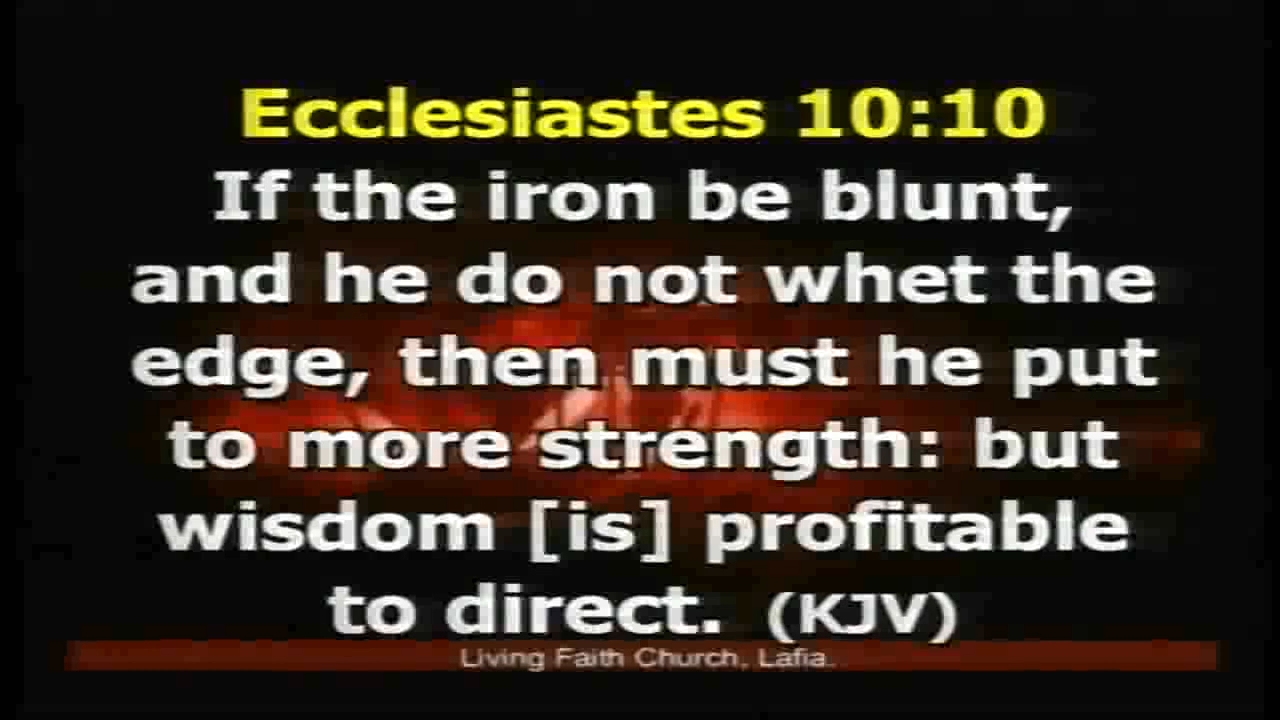 Ecclesiastes 10:10
If the iron be blunt,
and he do not whet the
edge, then must he put
to more strength: but
wisdom [is] profitable
to direct. (KJV)
Living Faith Church, Lafia.